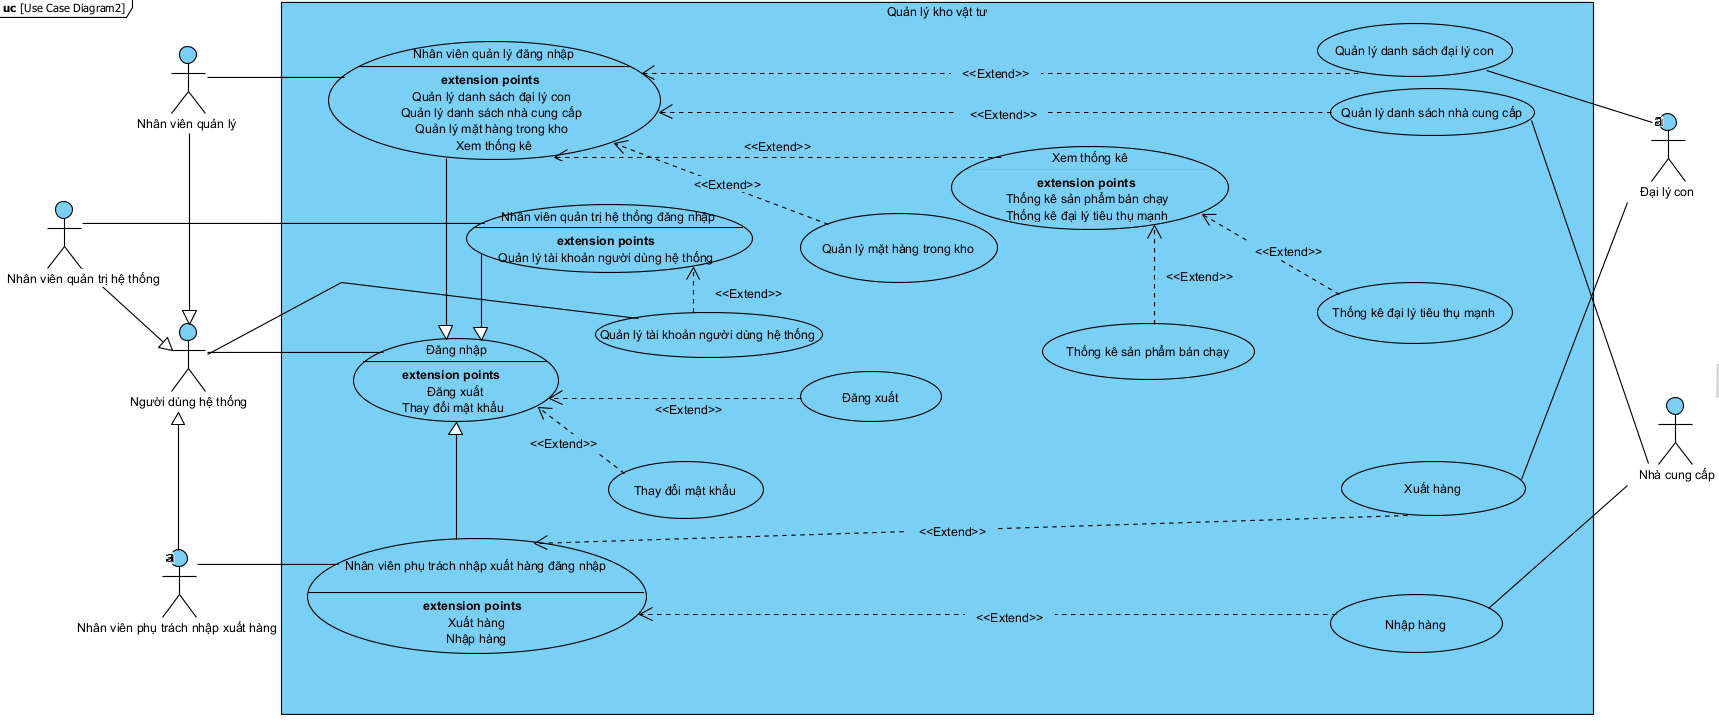 uc [Use Case Diagram2]
Quản lý kho vật tư
Nhân viên quản lý
Nhân viên quản lý đăng nhập
extension points
Quản lý danh sách đại lý con
Quản lý danh sách nhà cung cấp
Quản lý mặt hàng trong kho
Xem thống kê
<<Extend>>
Quản lý danh sách đại lý con
<<Extend>>
Quản lý danh sách nhà cung cấp
a
Đại lý con
<<Extend>>
<<Extend>>
Xem thống kê
extension points
Thống kê sản phẩm bán chạy
Thống kê đại lý tiêu thụ mạnh
Nhân viên quản trị hệ thống
Nhân viên quản trị hệ thống đăng nhập
extension points
Quản lý tài khoản người dùng hệ thống
Quản lý mặt hàng trong kho
<<Extend>>
<<Extend>>
<<Extend>>
Thống kê đại lý tiêu thụ mạnh
Quản lý tài khoản người dùng hệ thống
Thống kê sản phẩm bán chạy
Người dùng hệ thống
Đăng nhập
extension points
Đăng xuất
Thay đổi mật khẩu
<<Extend>>
Đăng xuất
<<Extend>>
Thay đổi mật khẩu
Nhà cung cấp
Xuất hàng
<<Extend>>
a
Nhân viên phụ trách nhập xuất hàng
Nhân viên phụ trách nhập xuất hàng đăng nhập
extension points
Xuất hàng
Nhập hàng
<<Extend>>
Nhập hàng